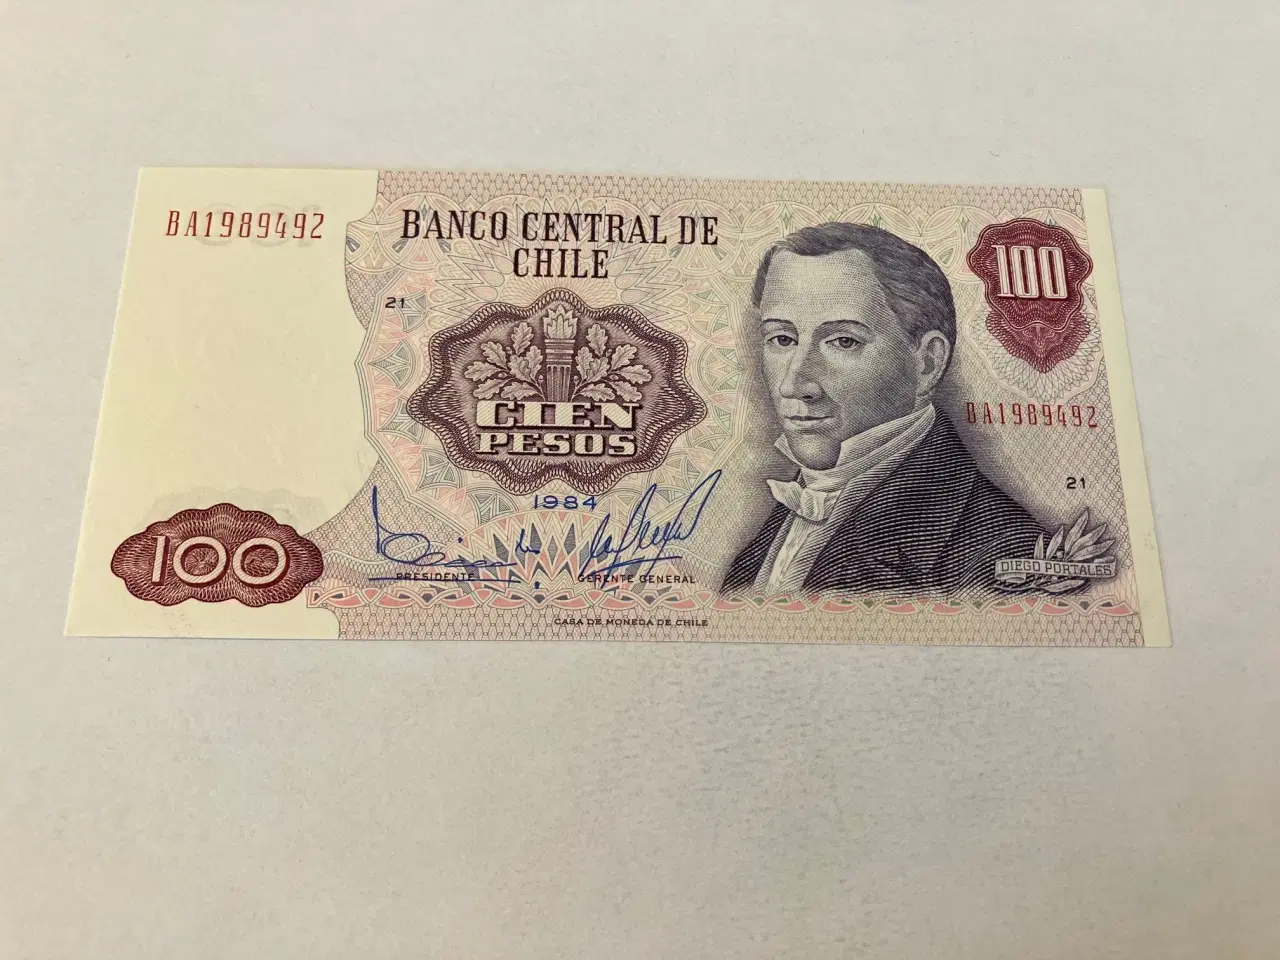 BA1989492
BANCO CENTRAL DE
CHILE
100
21
CIEN
PESOS
BA1989492
21
1984
100
PRESIDENTE
GERENTE GENERAL
DIEGO PORTALES
CASA DE MONEDA DE CHILE